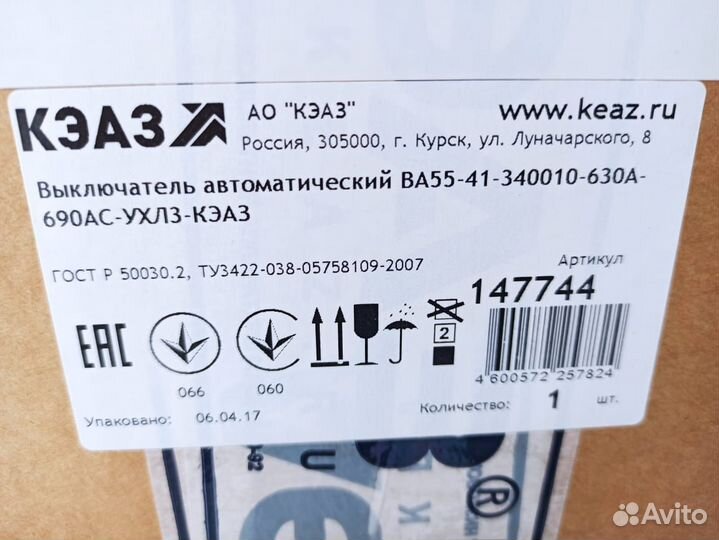 КЭАЗ
АО "КЭАЗ"
www.keaz.ru
Россия, 305000, г. Курск, ул. Луначарского, 8
Выключатель автоматический ВА55-41-340010-630А-
690AC-УХЛ3-КЭАЗ
ГОСТ Р 50030.2, ТУ3422-038-05758109-2007
Артикул
147744
EAC
066
060
2
4 600572 257824
Упаковано: 06.04.17
Количество: 1 шт.
®
Avito